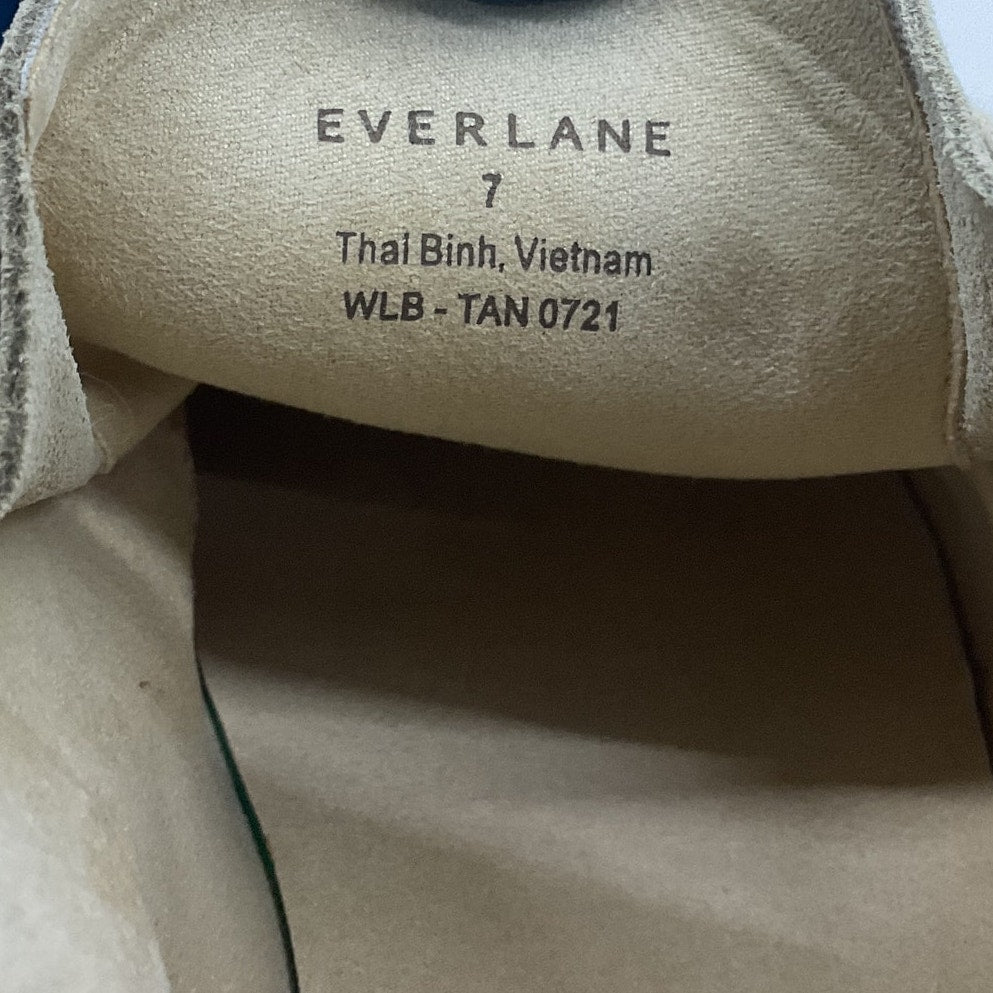 EVERLANE
7
Thai Binh, Vietnam
WLB - TAN 0721